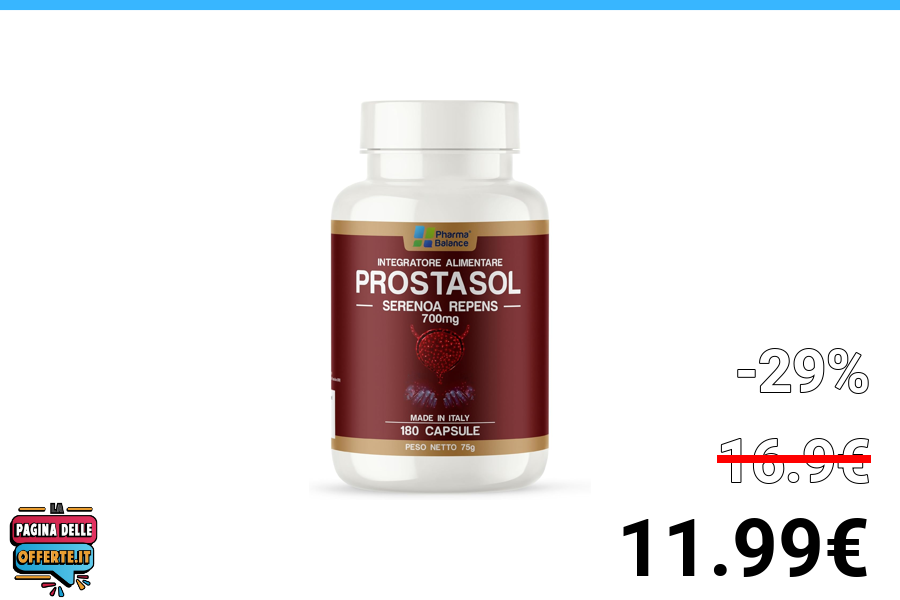 Pharma
Balance
INTEGRATORE ALIMENTARE
PROSTASOL
SERENOA REPENS
700mg
MADE IN ITALY
180 CAPSULE
PESO NETTO 75g
-29%
16.9€
11.99€
LA
PAGINA DELLE
OFFERTE.IT